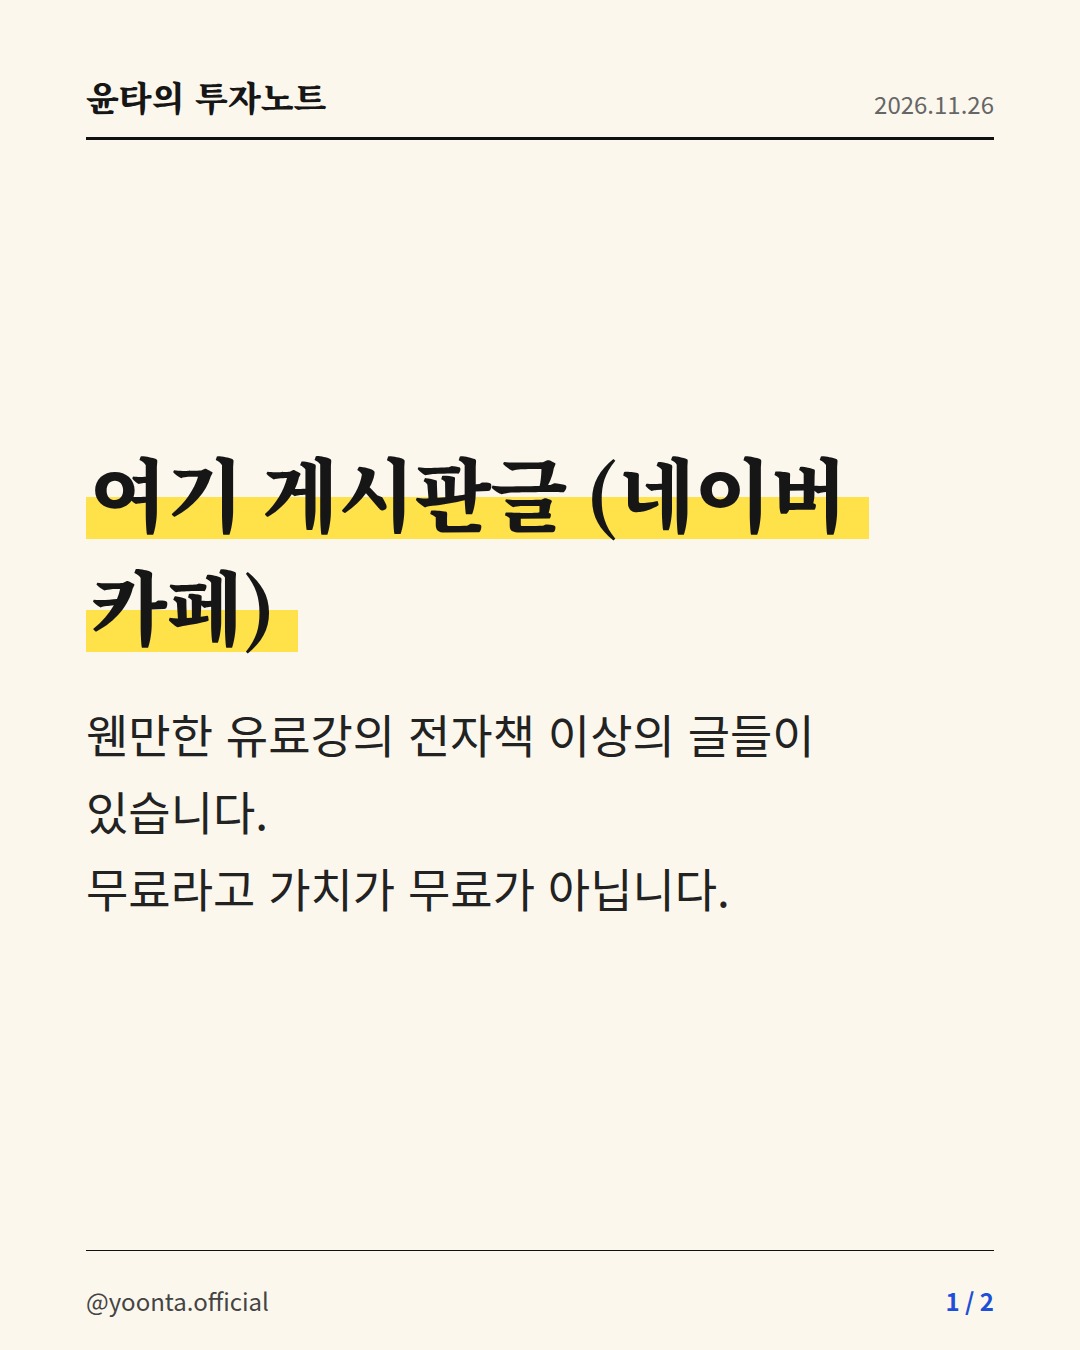 윤타의 투자노트
2026.11.26
여기 게시판글 (네이버
카페)
웬만한 유료강의 전자책 이상의 글들이
있습니다.
무료라고 가치가 무료가 아닙니다.
@yoonta.official
1 / 2